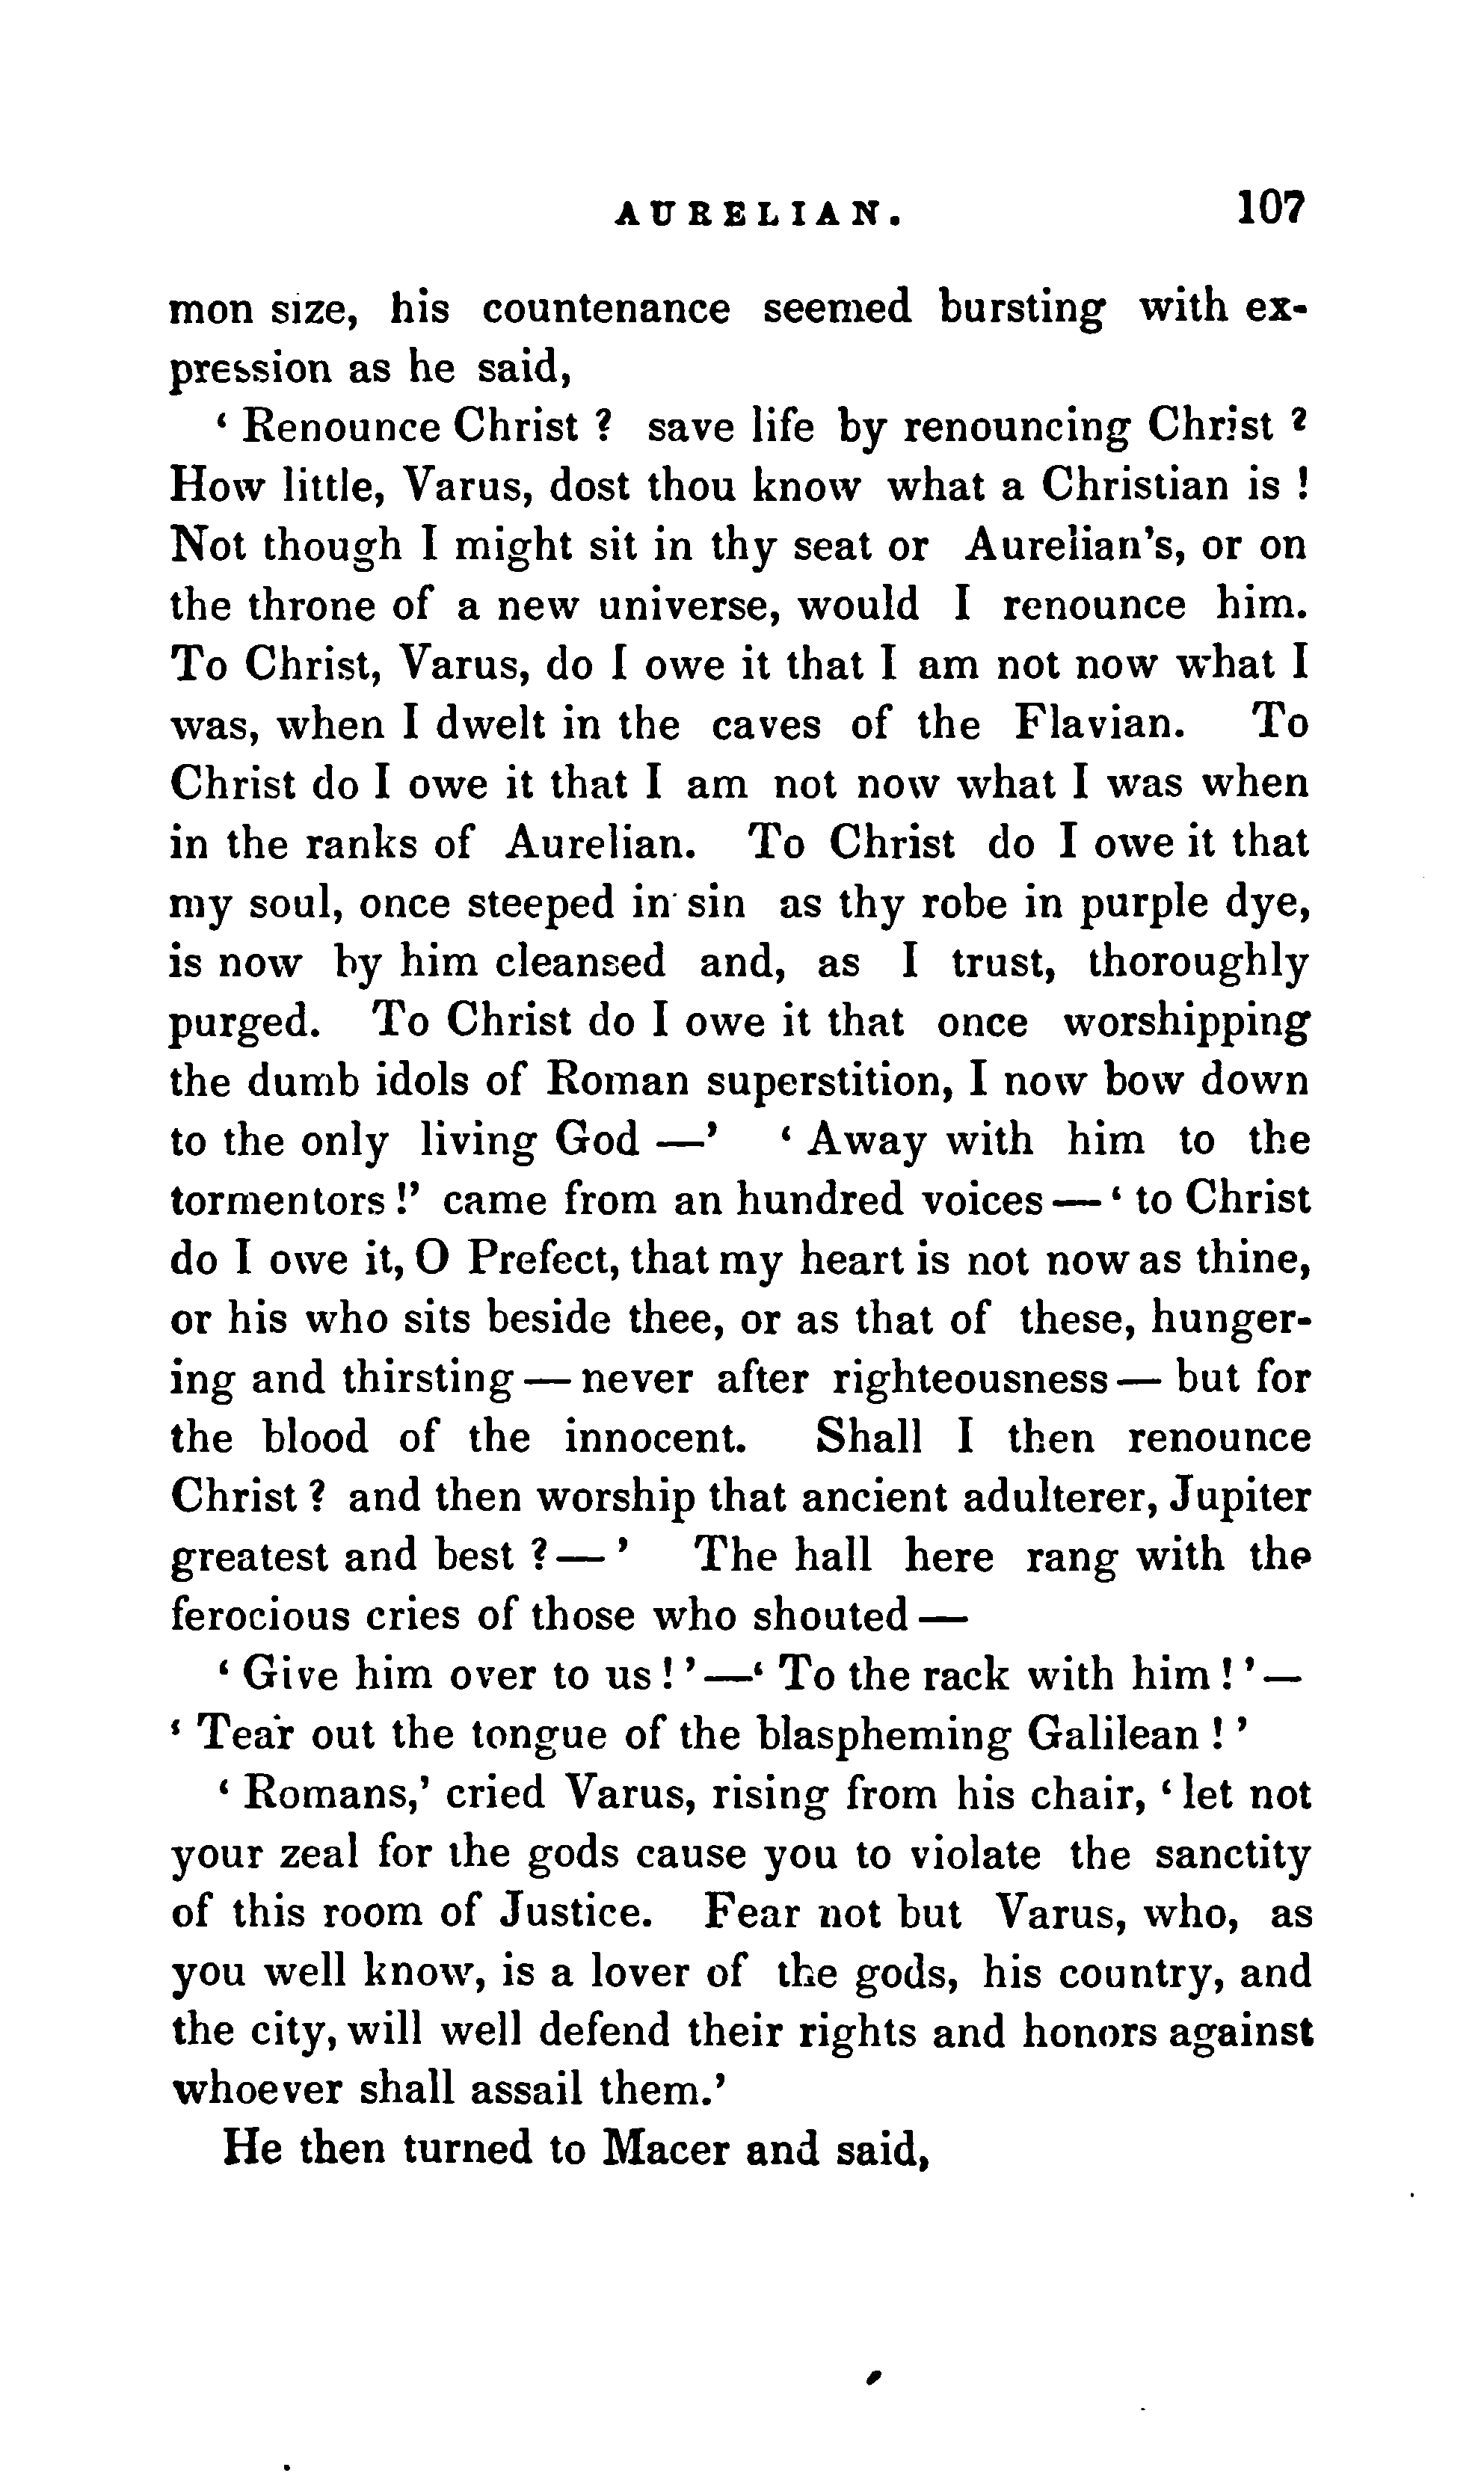 AURELIAN. 107
mon size, his countenance seemed bursting with ex-
pression as he said,
‘ Renounce Christ ? save life by renouncing Christ ?
How little, Varus, dost thou know what a Christian is !
Not though I might sit in thy seat or Aurelian’s, or on
the throne of a new universe, would I renounce him.
To Christ, Varus, do I owe it that I am not now what I
was, when I dwelt in the caves of the Flavian. To
Christ do I owe it that I am not now what I was when
in the ranks of Aurelian. To Christ do I owe it that
my soul, once steeped in sin as thy robe in purple dye,
is now by him cleansed and, as I trust, thoroughly
purged. To Christ do I owe it that once worshipping
the dumb idols of Roman superstition, I now bow down
to the only living God —’ ‘ Away with him to the
tormentors !’ came from an hundred voices — ‘ to Christ
do I owe it, O Prefect, that my heart is not now as thine,
or his who sits beside thee, or as that of these, hunger-
ing and thirsting — never after righteousness — but for
the blood of the innocent. Shall I then renounce
Christ ? and then worship that ancient adulterer, Jupiter
greatest and best ? — ’ The hall here rang with the
ferocious cries of those who shouted —
‘ Give him over to us ! ’ —‘ To the rack with him ! ’ —
‘ Tear out the tongue of the blaspheming Galilean ! ’
‘ Romans,’ cried Varus, rising from his chair, ‘ let not
your zeal for the gods cause you to violate the sanctity
of this room of Justice. Fear not but Varus, who, as
you well know, is a lover of the gods, his country, and
the city, will well defend their rights and honors against
whoever shall assail them.’
He then turned to Macer and said,